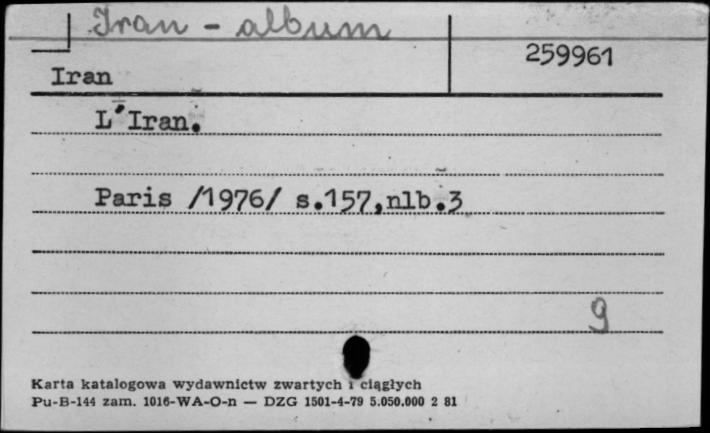 Iran - album
259961
Iran
L'Iran.
Paris /1976/ s.157,nlb.3
9
Karta katalogowa wydawnictw zwartych i ciągłych
Pu-B-144 zam. 1016-WA-O-n — DZG 1501-4-79 5.050.000 2 81